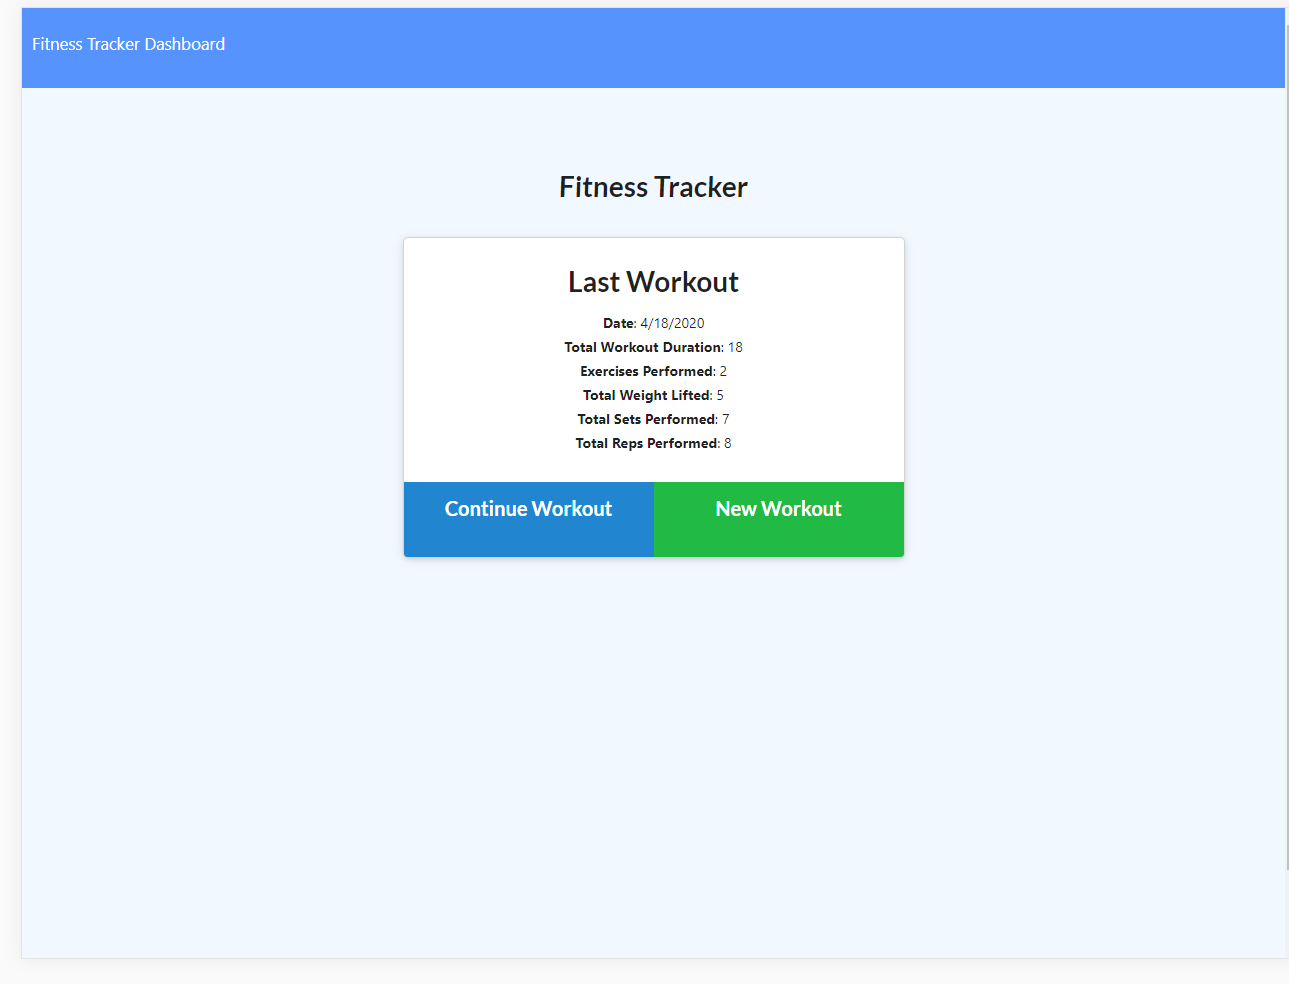 Fitness Tracker Dashboard
Fitness Tracker
Last Workout
Date: 4/18/2020
Total Workout Duration: 18
Exercises Performed: 2
Total Weight Lifted: 5
Total Sets Performed: 7
Total Reps Performed: 8
Continue Workout
New Workout